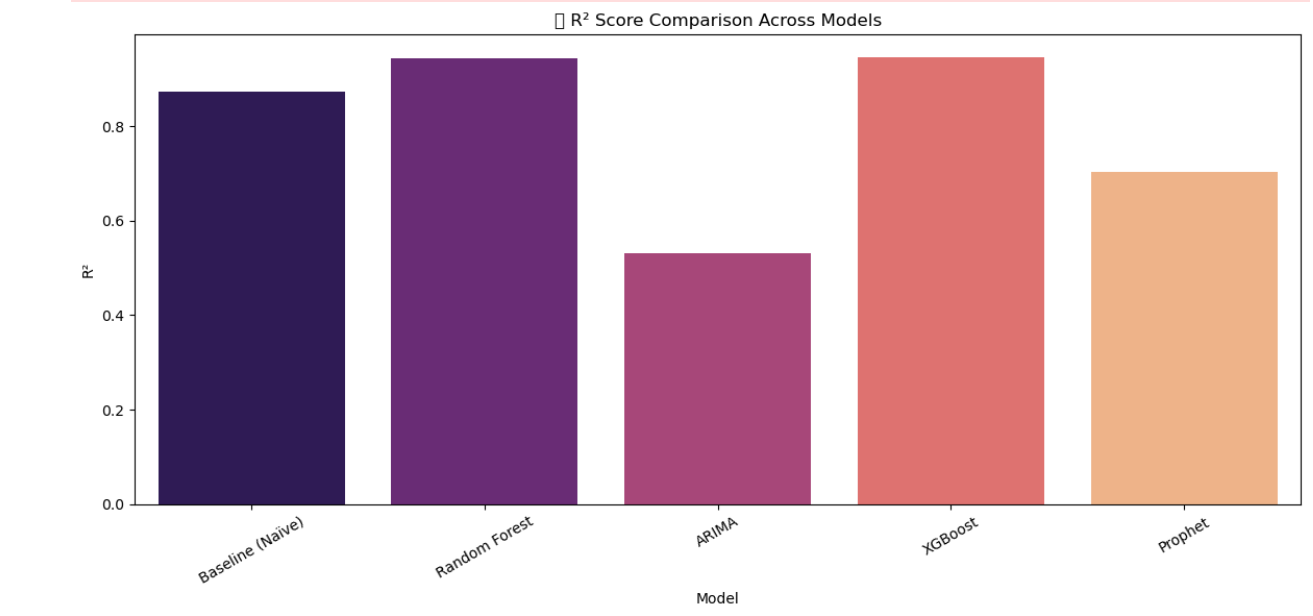 ▯ R² Score Comparison Across Models
R²
0.8
0.6
0.4
0.2
0.0
Baseline (Naïve)
Random Forest
ARIMA
XGBoost
Prophet
Model